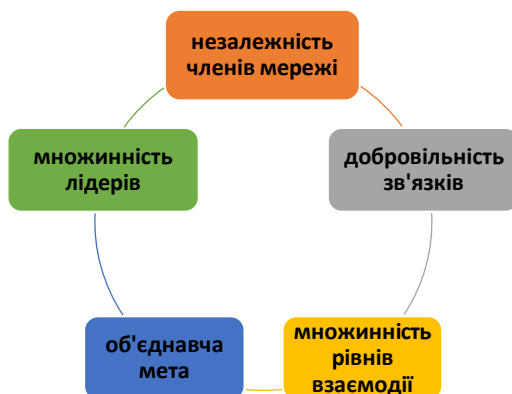 незалежність
членів мережі
добровільність
зв'язків
множинність
рівнів
взаємодії
об'єднавча
мета
множинність
лідерів